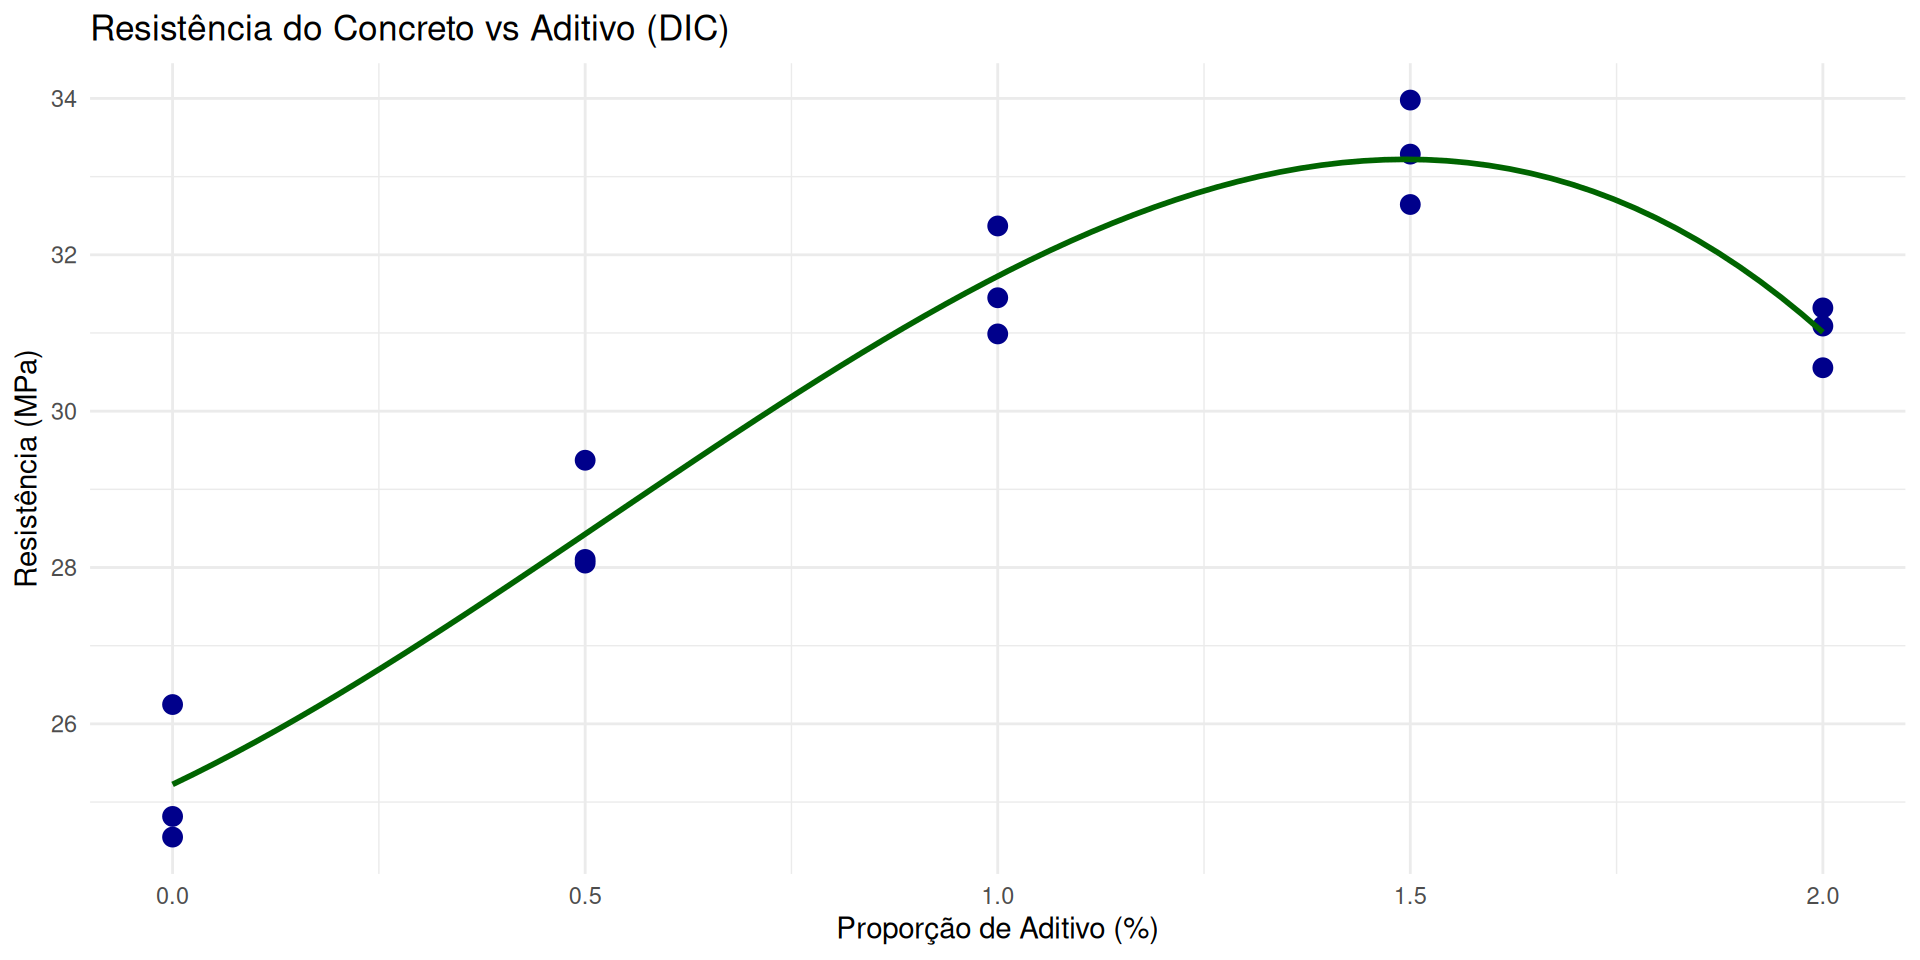 Resistência do Concreto vs Aditivo (DIC)
34
32
30
28
26
Resistência (MPa)
0.0 0.5 1.0 1.5 2.0
Proporção de Aditivo (%)